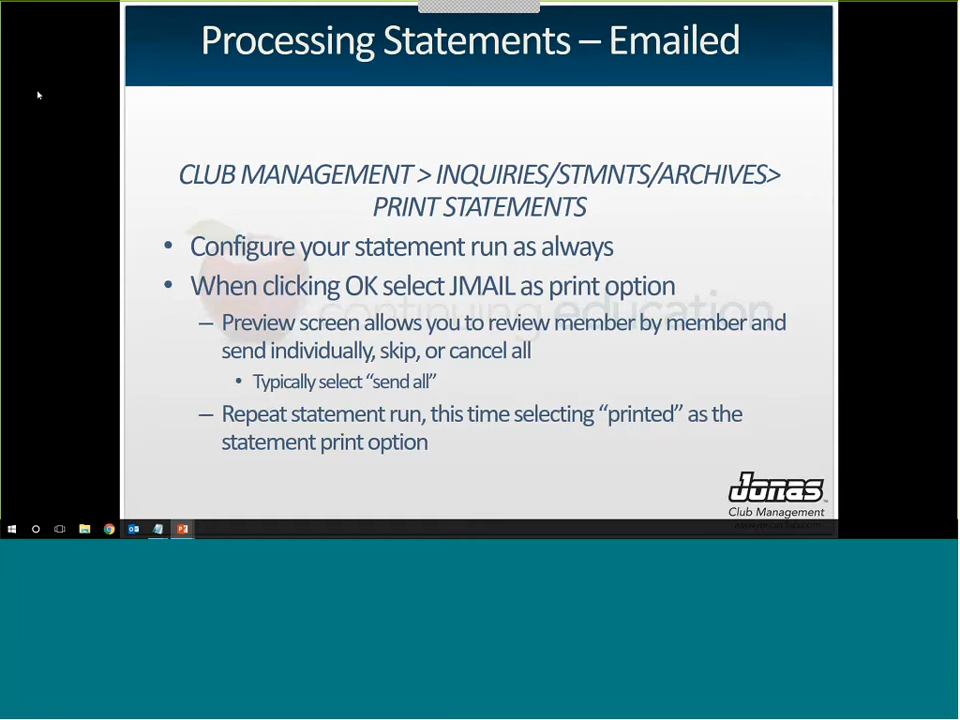 Processing Statements – Emailed
CLUB MANAGEMENT > INQUIRIES/STMNTS/ARCHIVES>
PRINT STATEMENTS
• Configure your statement run as always
• When clicking OK select JMAIL as print option
continuing education
– Preview screen allows you to review member by member and
send individually, skip, or cancel all
• Typically select “send all”
– Repeat statement run, this time selecting “printed” as the
statement print option
Jonas
Club Management